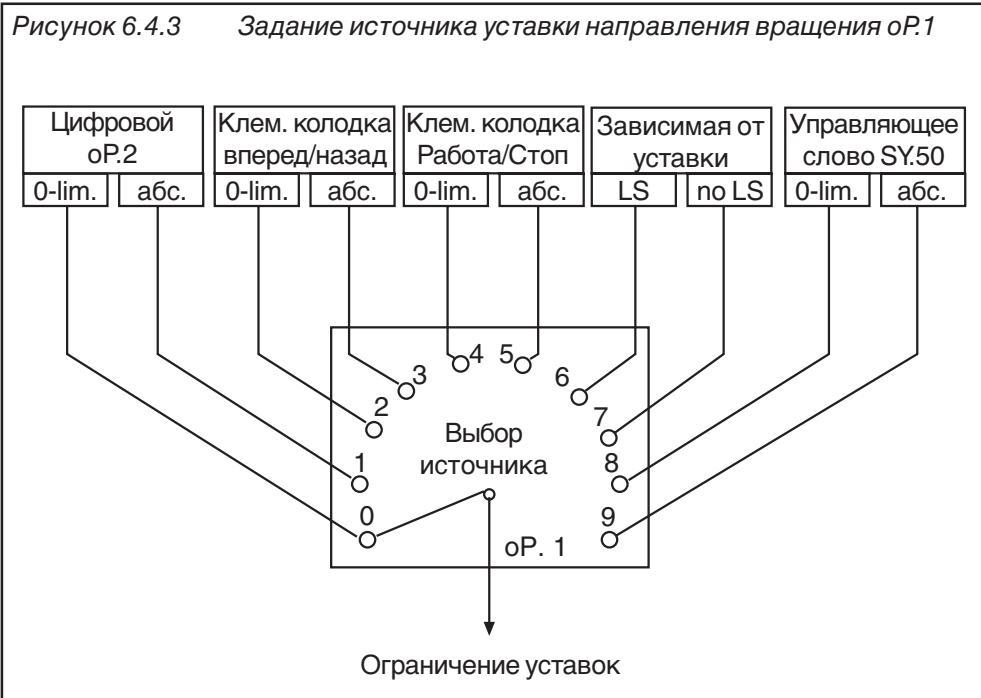 Рисунок 6.4.3 Задание источника уставки направления вращения oP.1
Цифровой oP.2
Клем. колодка вперед/назад
Клем. колодка Работа/Стоп
Зависимая от уставки
Управляющее слово SY.50
0-lim. абс. 0-lim. абс. 0-lim. абс. LS no LS 0-lim. абс.
4 5
3 6
2 7
Выбор
источника
1 8
0 9
oP. 1
Ограничение уставок